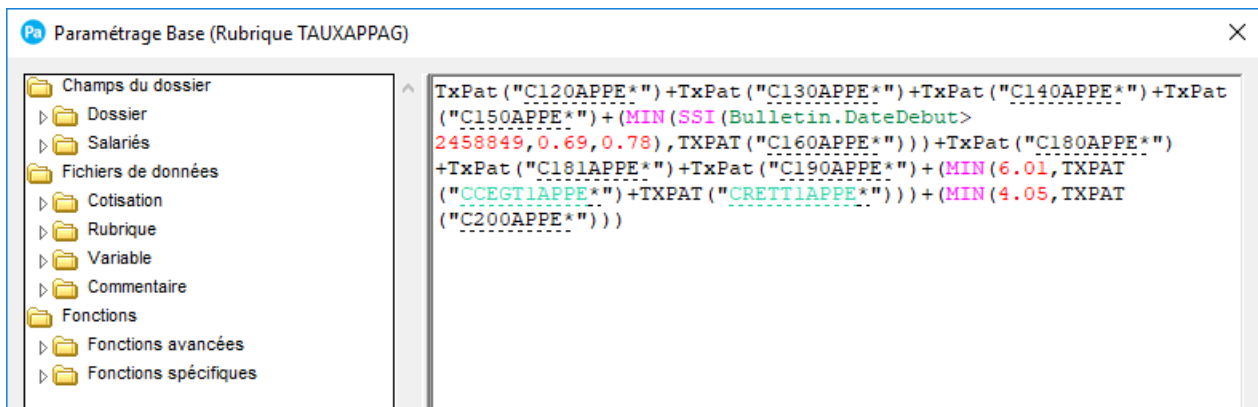 Pa Paramétrage Base (Rubrique TAUXAPPAG)
Champs du dossier
Dossier
Salariés
Fichiers de données
Cotisation
Rubrique
Variable
Commentaire
Fonctions
Fonctions avancées
Fonctions spécifiques
TxPat("C120APPE*")+TxPat("C130APPE*")+TxPat("C140APPE*")+TxPat
("C150APPE*")+(MIN(SSI(Bulletin.DateDebut>
2458849,0.69,0.78),TXPAT("C160APPE*")))+TxPat("C180APPE*")
+TxPat("C181APPE*")+TxPat("C190APPE*")+(MIN(6.01,TXPAT
("CCEGT1APPE*")+TXPAT("CRETT1APPE*")))+(MIN(4.05,TXPAT
("C200APPE*")))